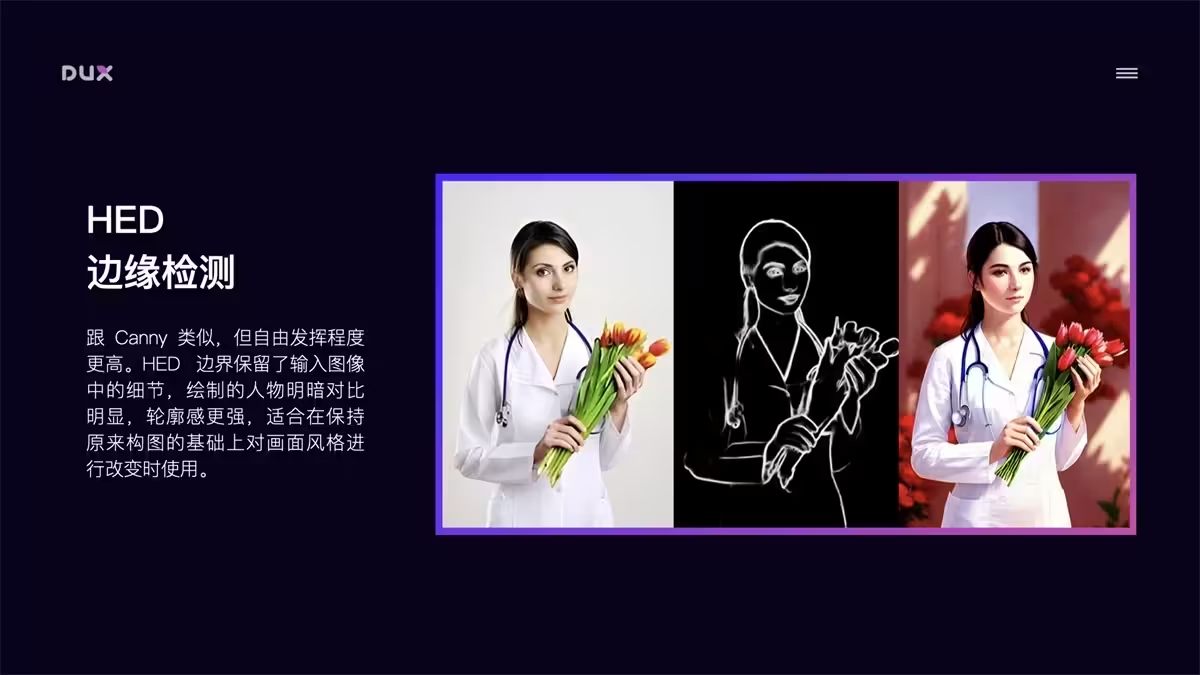 DUX
HED
边缘检测
跟 Canny 类似，但自由发挥程度
更高。HED 边界保留了输入图像
中的细节，绘制的人物明暗对比
明显，轮廓感更强，适合在保持
原来构图的基础上对画面风格进
行改变时使用。